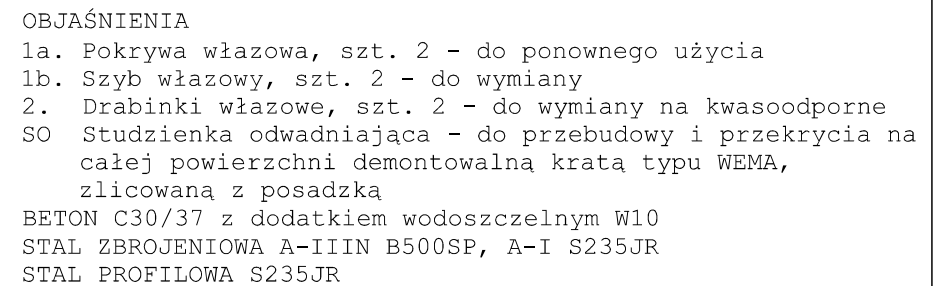 OBJAŚNIENIA
1a. Pokrywa włazowa, szt. 2 - do ponownego użycia
1b. Szyb włazowy, szt. 2 - do wymiany
2. Drabinki włazowe, szt. 2 - do wymiany na kwasoodporne
SO Studzienka odwadniająca - do przebudowy i przekrycia na
całej powierzchni demontowalną kratą typu WEMA,
zlicowaną z posadzką
BETON C30/37 z dodatkiem wodoszczelnym W10
STAL ZBROJENIOWA A-IIIN B500SP, A-I S235JR
STAL PROFILOWA S235JR